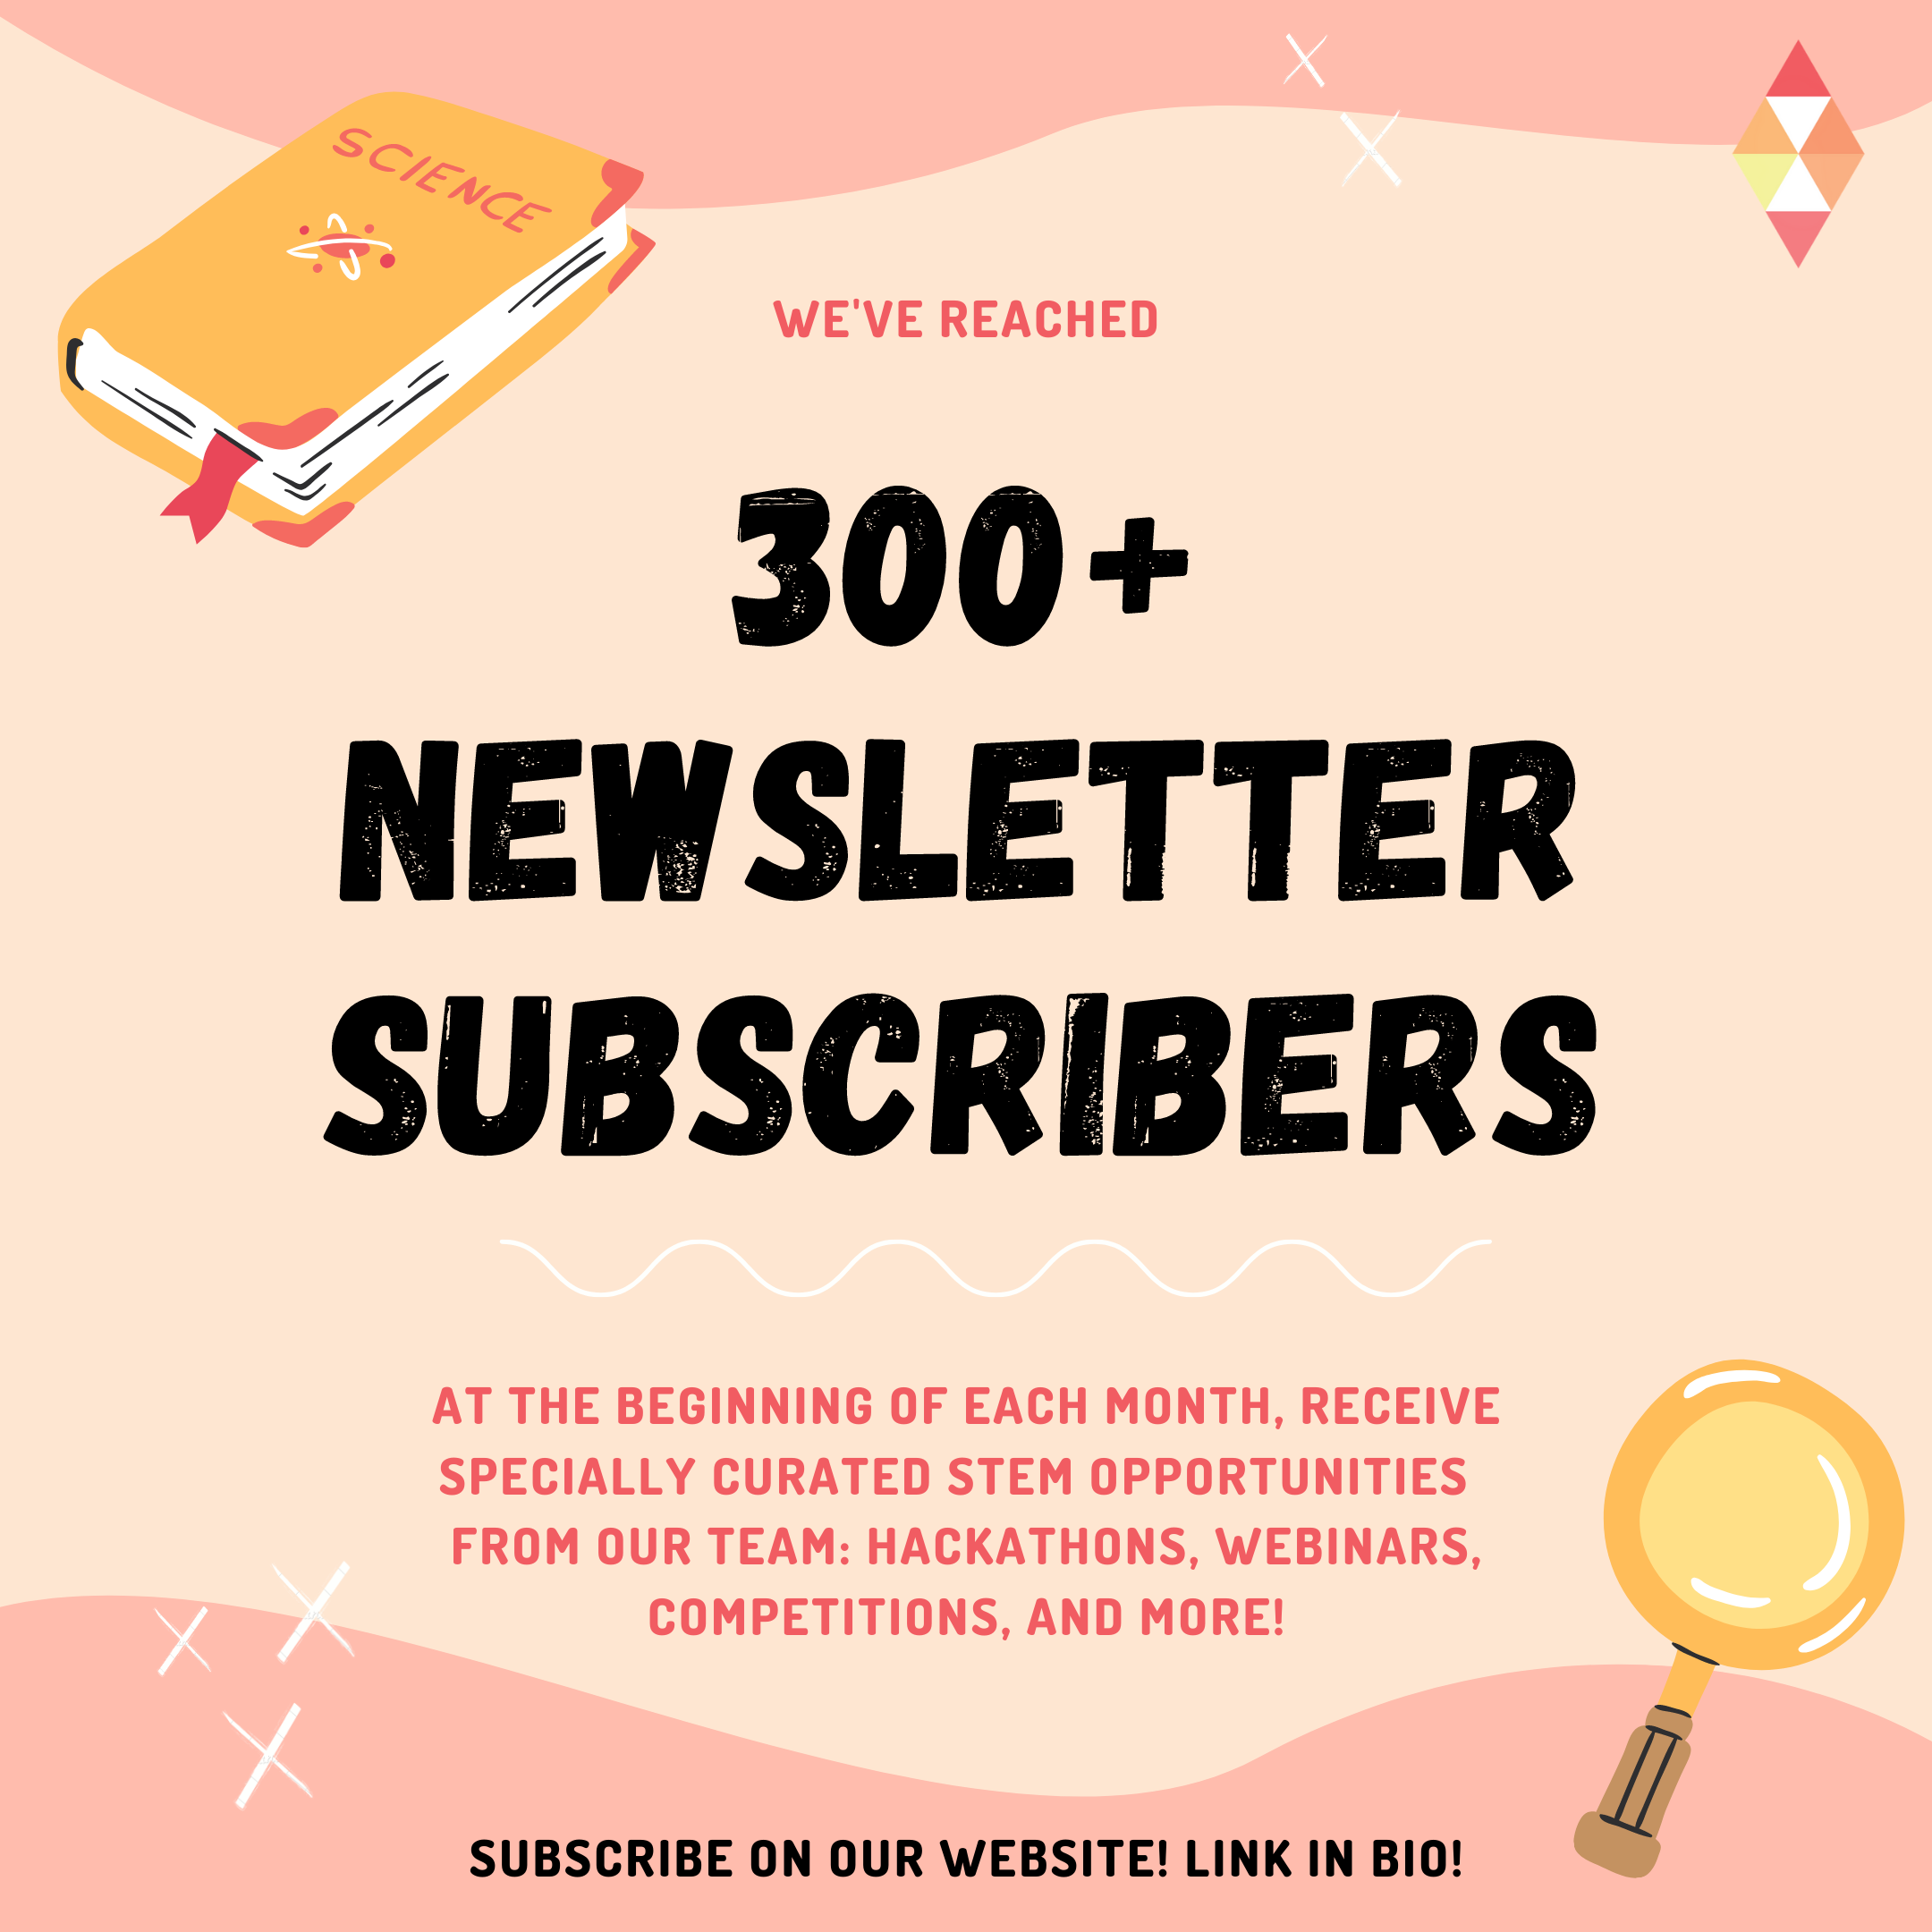 SCIENCE
WE'VE REACHED
300+
NEWSLETTER
SUBSCRIBERS
AT THE BEGINNING OF EACH MONTH, RECEIVE
SPECIALLY CURATED STEM OPPORTUNITIES
FROM OUR TEAM: HACKATHONS, WEBINARS,
COMPETITIONS, AND MORE!
SUBSCRIBE ON OUR WEBSITE! LINK IN BIO!